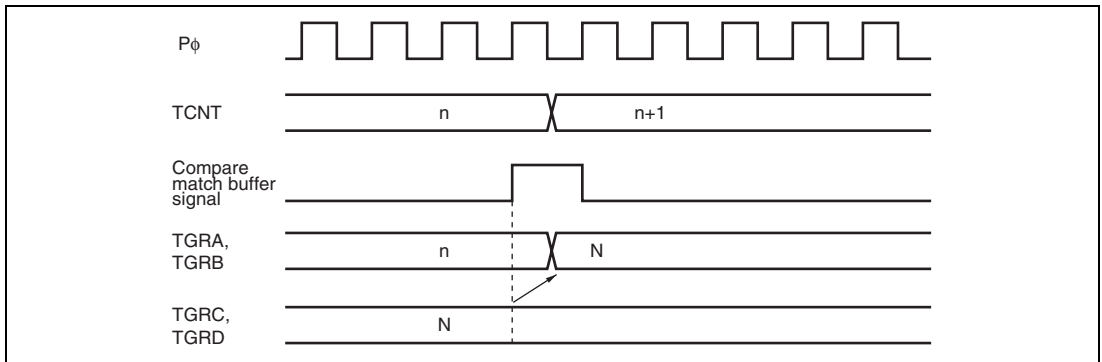 Pϕ
TCNT n n+1
Compare
match buffer
signal
TGRA,
TGRB
n N
TGRC,
TGRD
N